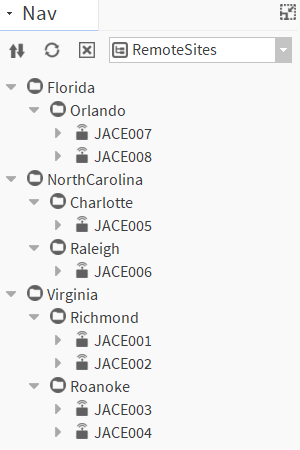 Nav
RemoteSites
Florida
Orlando
JACE007
JACE008
NorthCarolina
Charlotte
JACE005
Raleigh
JACE006
Virginia
Richmond
JACE001
JACE002
Roanoke
JACE003
JACE004